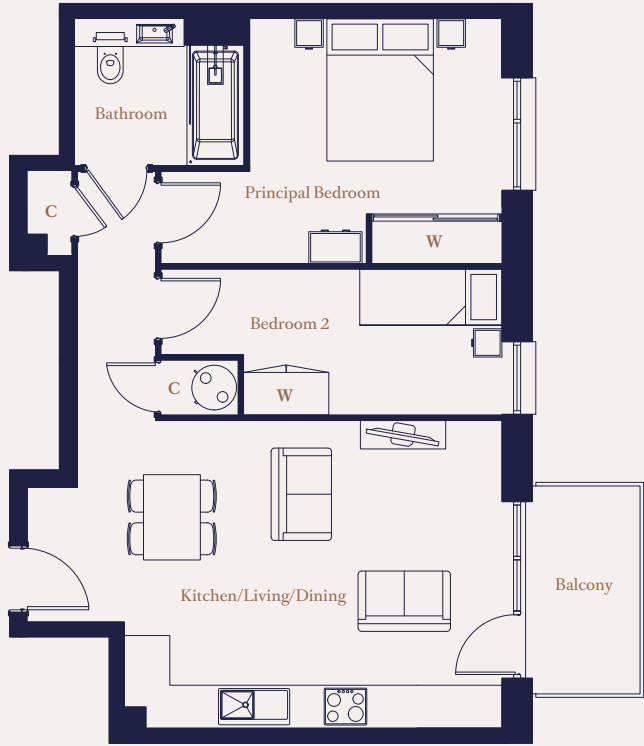 Bathroom
Principal Bedroom
C
W
Bedroom 2
C
W
Kitchen/Living/Dining
Balcony